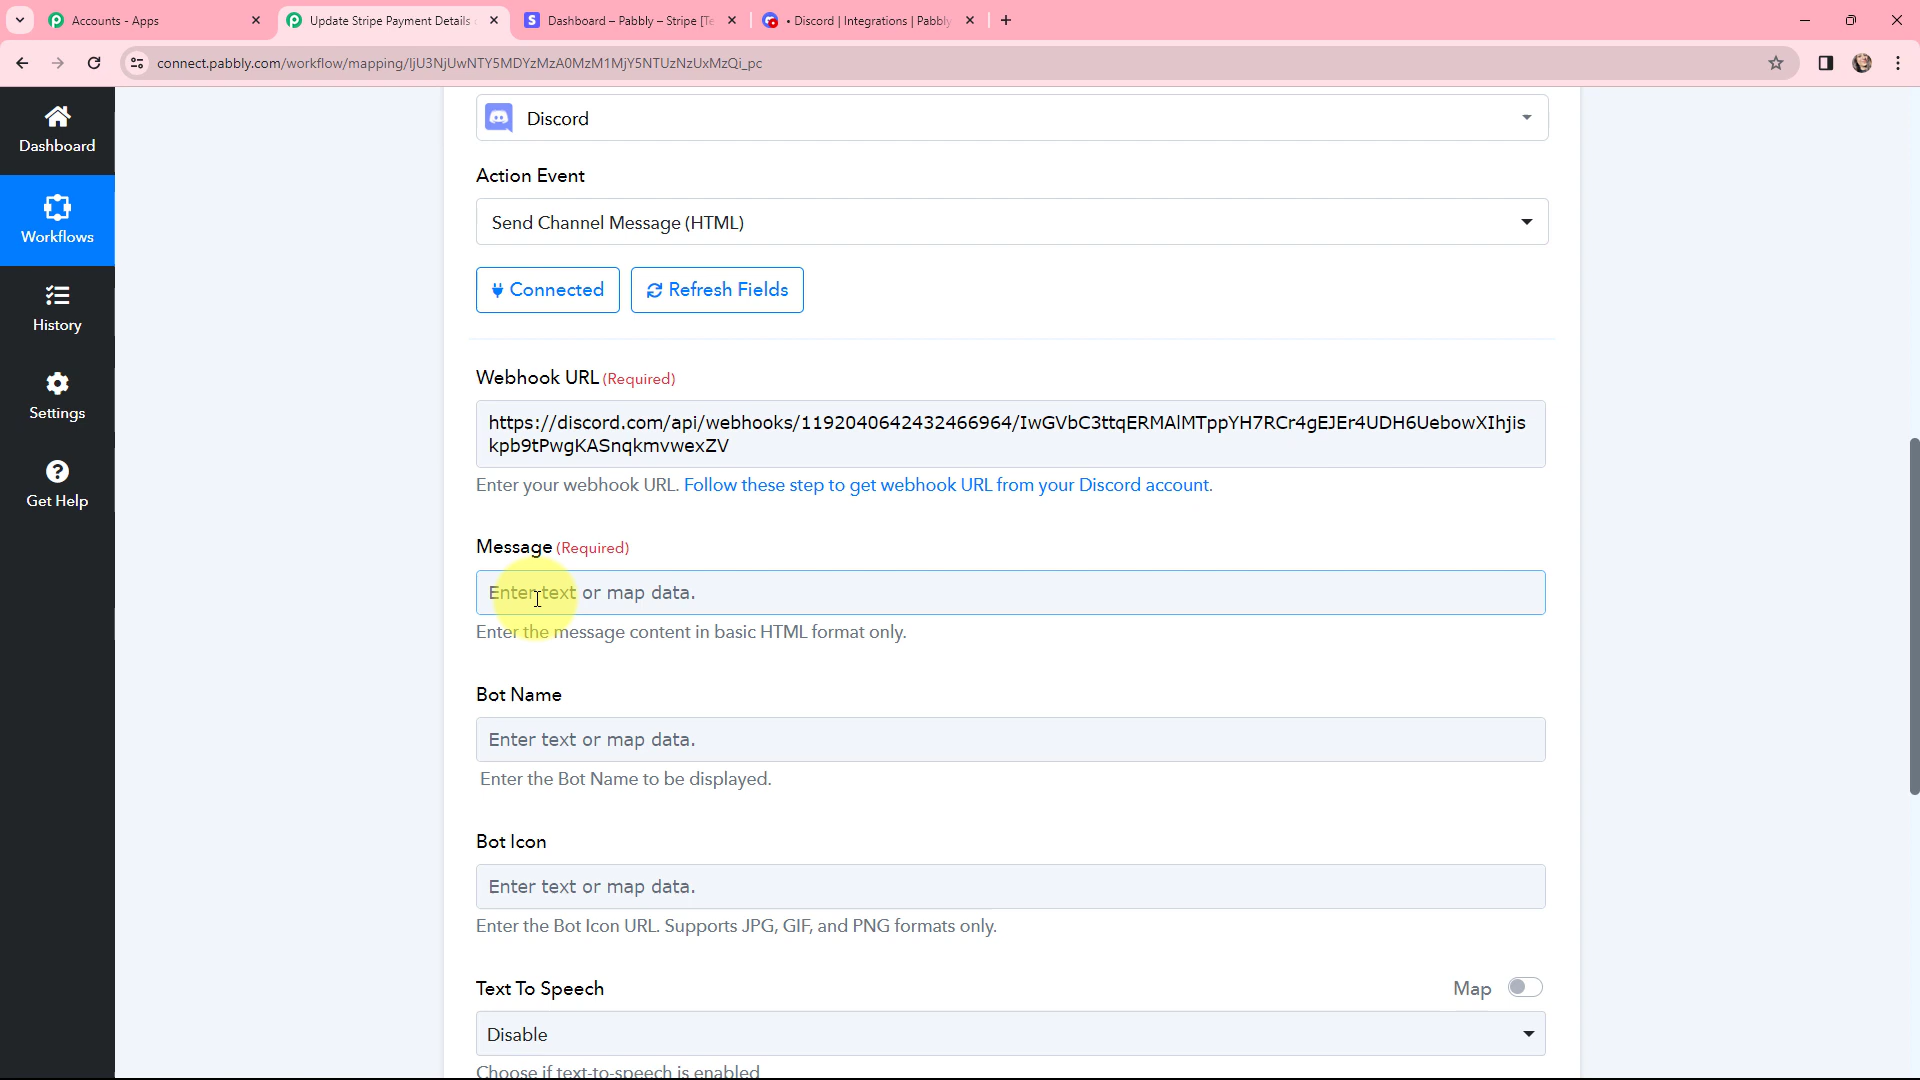 Accounts - Apps
Update Stripe Payment Details
Dashboard – Pabbly – Stripe [Te
• Discord | Integrations | Pabbly
connect.pabbly.com/workflow/mapping/IjU3NjUwNTY5MDYzMzA0MzM1MjY5NTUzNzUxMzQi_pc
Dashboard
Workflows
History
Settings
Get Help
Discord
Action Event
Send Channel Message (HTML)
Connected
Refresh Fields
Webhook URL (Required)
https://discord.com/api/webhooks/1192040642432466964/IwGVbC3ttqERMAlMTppYH7RCr4gEJEr4UDH6UebowXIhjis
kpb9tPwgKASnqkmvwexZV
Enter your webhook URL. Follow these step to get webhook URL from your Discord account.
Message (Required)
Enter text or map data.
Enter the message content in basic HTML format only.
Bot Name
Enter text or map data.
Enter the Bot Name to be displayed.
Bot Icon
Enter text or map data.
Enter the Bot Icon URL. Supports JPG, GIF, and PNG formats only.
Text To Speech
Map
Disable
Choose if text-to-speech is enabled